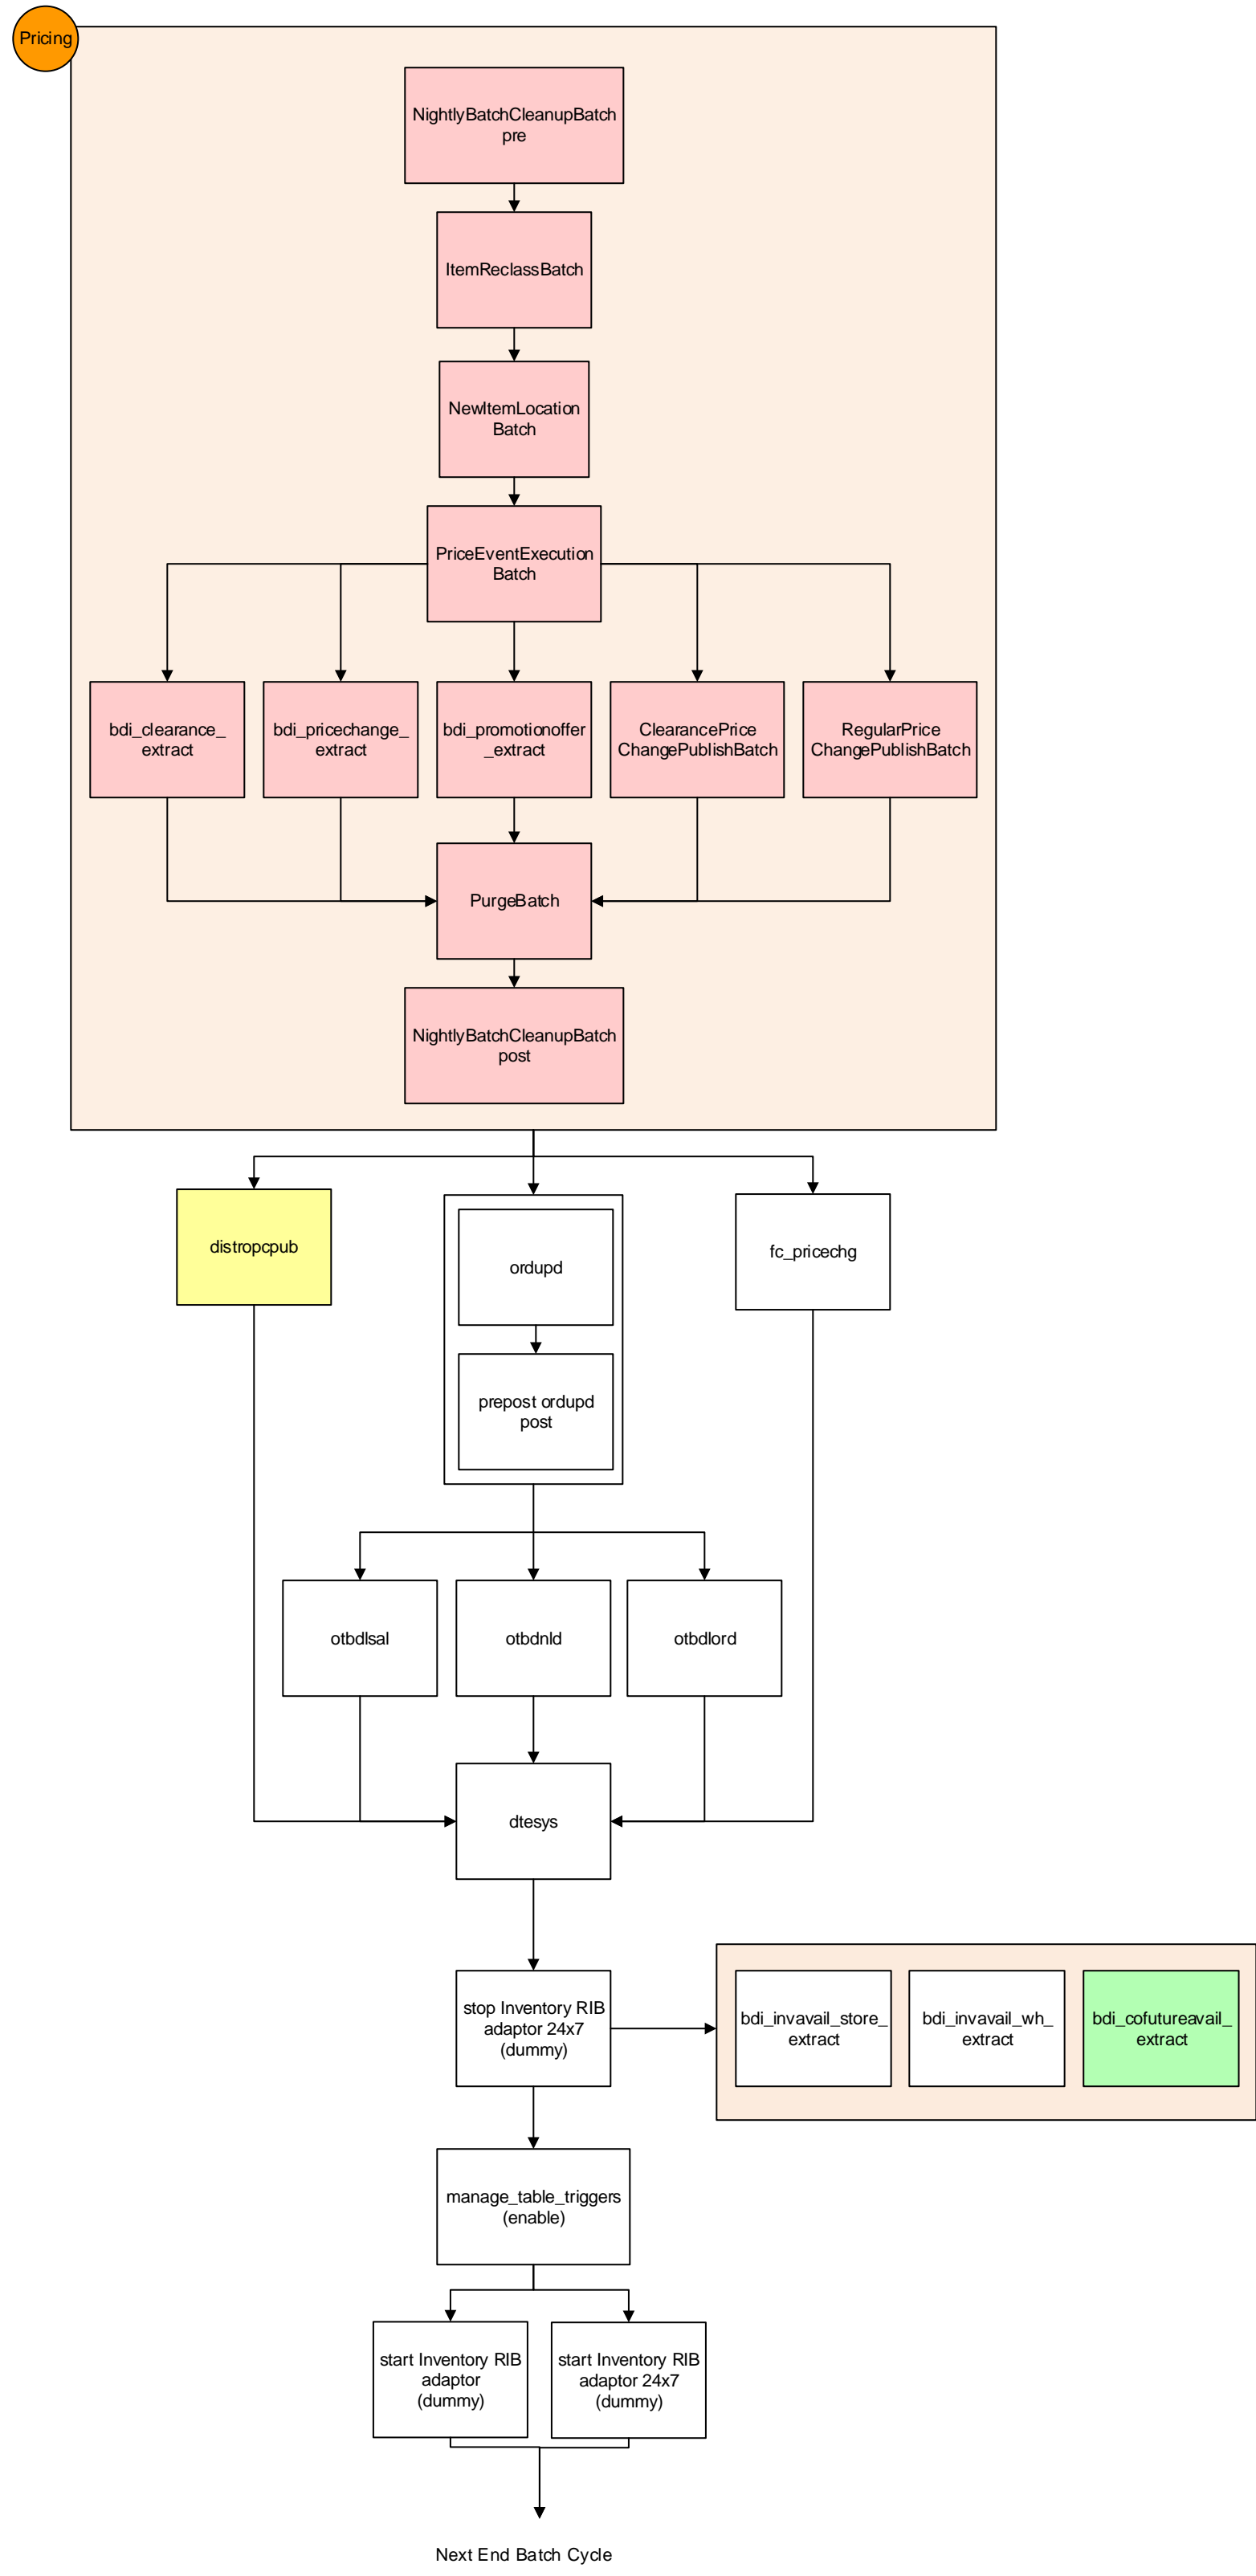 Pricing
NightlyBatchCleanupBatch
pre
ItemReclassBatch
NewItemLocation
Batch
PriceEventExecution
Batch
bdi_clearance_
extract
bdi_pricechange_
extract
bdi_promotionoffer
_extract
ClearancePrice
ChangePublishBatch
RegularPrice
ChangePublishBatch
PurgeBatch
NightlyBatchCleanupBatch
post
distropcpub
ordupd
fc_pricechg
prepost ordupd
post
otbdlsal
otbdnld
otbdlord
dtesys
stop Inventory RIB
adaptor 24x7
(dummy)
bdi_invavail_store_
extract
bdi_invavail_wh_
extract
bdi_cofutureavail_
extract
manage_table_triggers
(enable)
start Inventory RIB
adaptor
(dummy)
start Inventory RIB
adaptor 24x7
(dummy)
Next End Batch Cycle